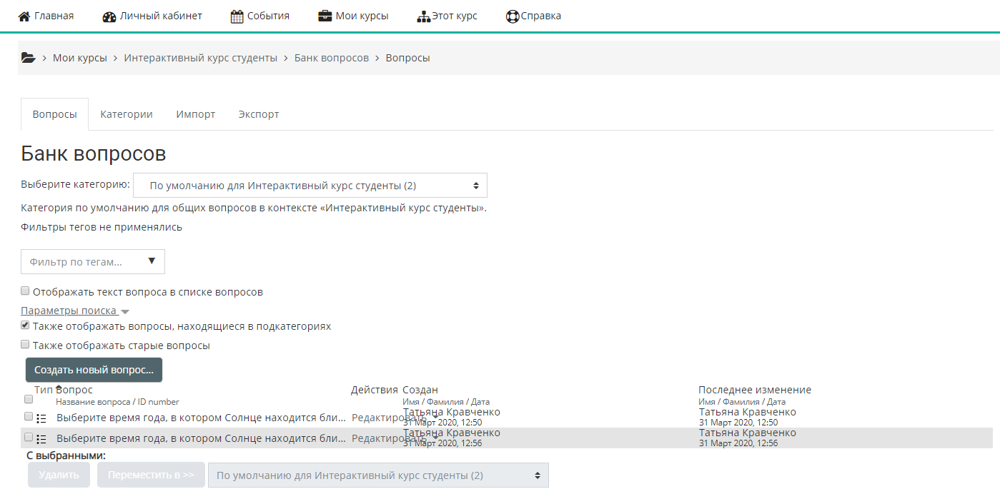 Главная Личный кабинет События Мои курсы Этот курс Справка
> Мои курсы > Интерактивный курс студенты > Банк вопросов > Вопросы
Вопросы Категории Импорт Экспорт
Банк вопросов
Выберите категорию: По умолчанию для Интерактивный курс студенты (2)
Категория по умолчанию для общих вопросов в контексте «Интерактивный курс студенты».
Фильтры тегов не применялись
Фильтр по тегам... ▼
Отображать текст вопроса в списке вопросов
Параметры поиска
Также отображать вопросы, находящиеся в подкатегориях
Также отображать старые вопросы
Создать новый вопрос...
Тип Вопрос Действия Создан Последнее изменение
Название вопроса / ID number Имя / Фамилия / Дата Имя / Фамилия / Дата
Выберите время года, в котором Солнце находится бли... Редактировать Татьяна Кравченко Татьяна Кравченко
31 Март 2020, 12:50 31 Март 2020, 12:50
Выберите время года, в котором Солнце находится бли... Редактировать Татьяна Кравченко Татьяна Кравченко
31 Март 2020, 12:56 31 Март 2020, 12:56
С выбранными:
Удалить Переместить в >> По умолчанию для Интерактивный курс студенты (2)